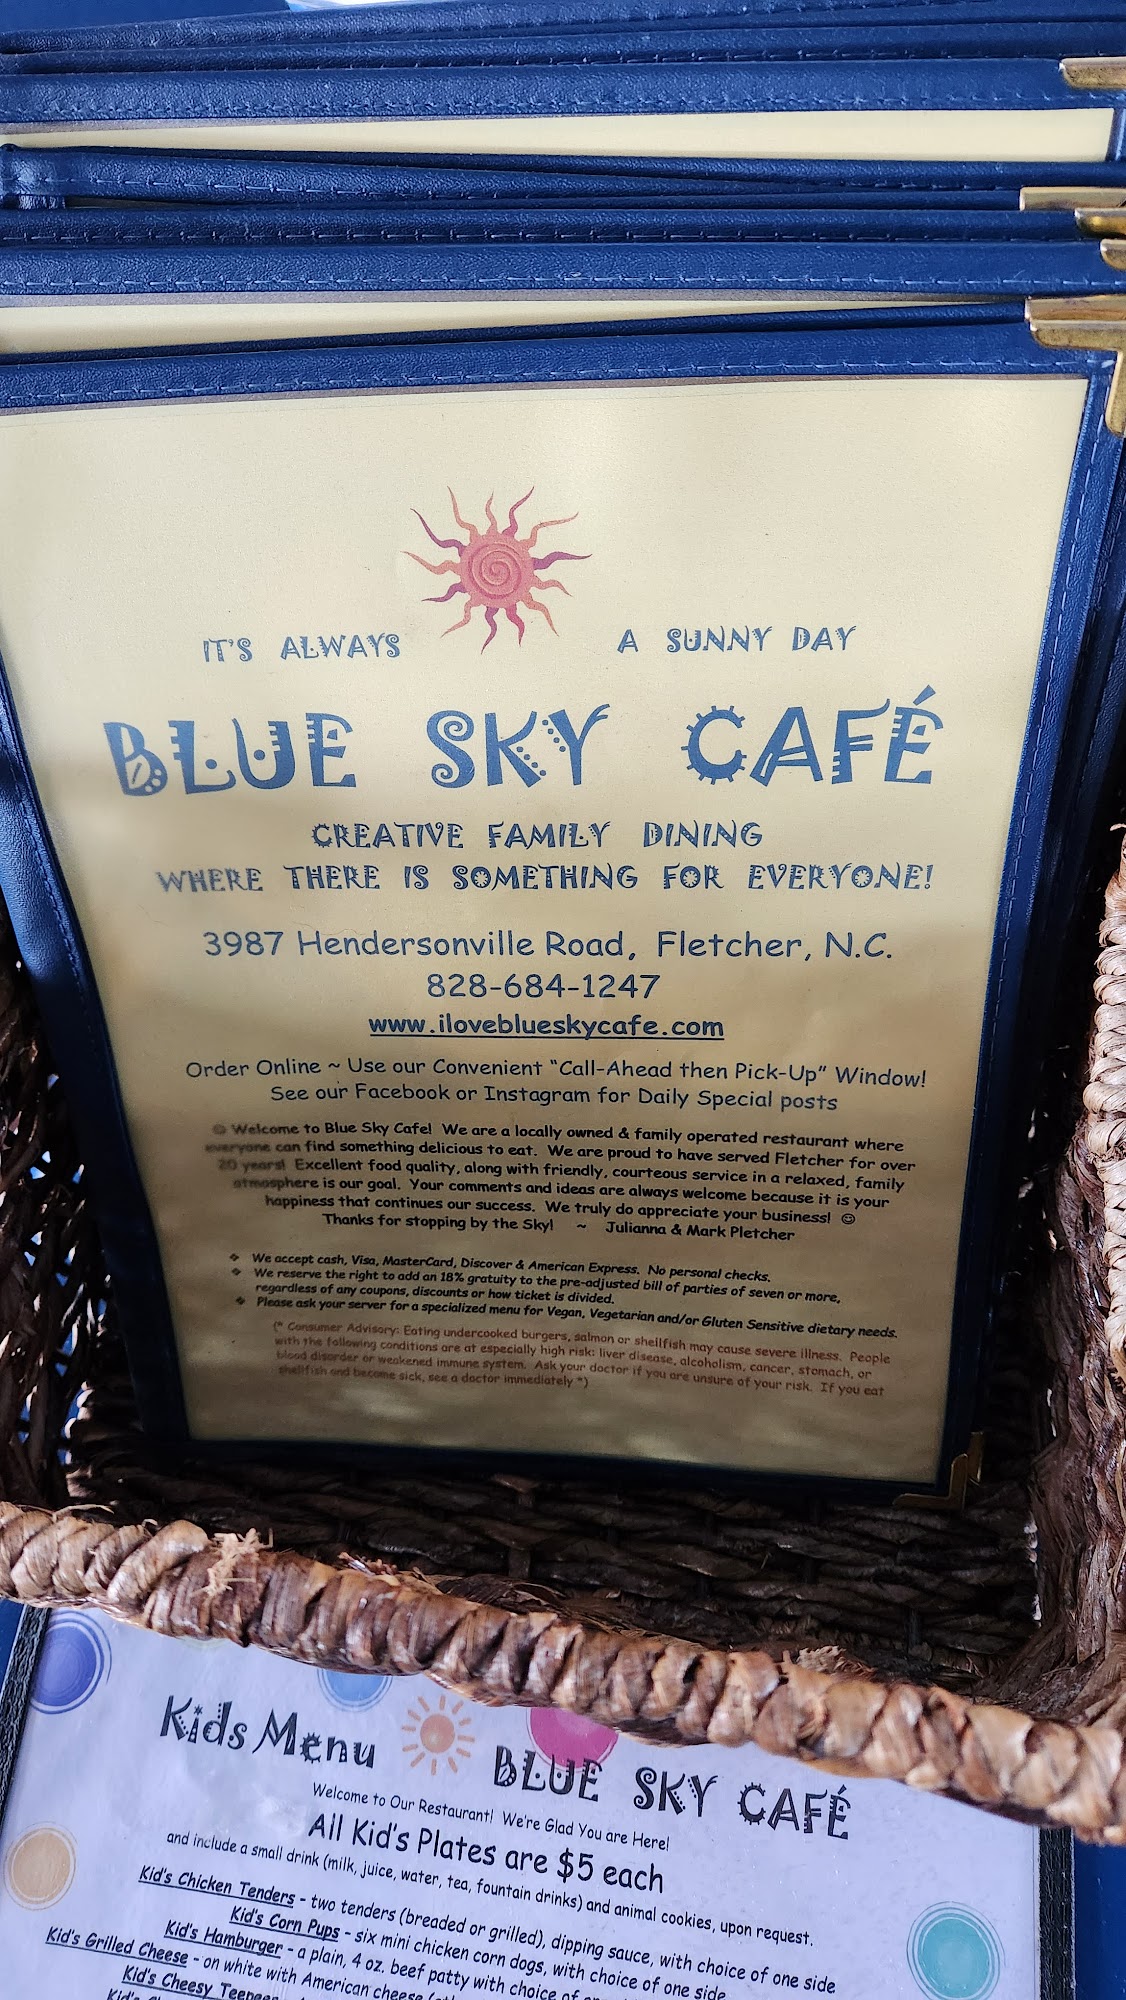 IT'S ALWAYS A SUNNY DAY
BLUE SKY CAFÉ
CREATIVE FAMILY DINING
WHERE THERE IS SOMETHING FOR EVERYONE!
3987 Hendersonville Road, Fletcher, N.C.
828-684-1247
www.iloveblueskycafe.com
Order Online ~ Use our Convenient "Call-Ahead then Pick-Up" Window!
See our Facebook or Instagram for Daily Special posts
☺ Welcome to Blue Sky Cafe! We are a locally owned & family operated restaurant where
everyone can find something delicious to eat. We are proud to have served Fletcher for over
20 years! Excellent food quality, along with friendly, courteous service in a relaxed, family
atmosphere is our goal. Your comments and ideas are always welcome because it is your
happiness that continues our success. We truly do appreciate your business! ☺
Thanks for stopping by the Sky! ~ Julianna & Mark Pletcher
❖ We accept cash, Visa, MasterCard, Discover & American Express. No personal checks.
❖ We reserve the right to add an 18% gratuity to the pre-adjusted bill of parties of seven or more,
regardless of any coupons, discounts or how ticket is divided.
❖ Please ask your server for a specialized menu for Vegan, Vegetarian and/or Gluten Sensitive dietary needs.
(* Consumer Advisory: Eating undercooked burgers, salmon or shellfish may cause severe illness. People
with the following conditions are at especially high risk: liver disease, alcoholism, cancer, stomach, or
blood disorder or weakened immune system. Ask your doctor if you are unsure of your risk. If you eat
shellfish and become sick, see a doctor immediately *)
Kids Menu BLUE SKY CAFÉ
Welcome to Our Restaurant! We're Glad You are Here!
All Kid's Plates are $5 each
and include a small drink (milk, juice, water, tea, fountain drinks) and animal cookies, upon request.
Kid's Chicken Tenders - two tenders (breaded or grilled), dipping sauce, with choice of one side
Kid's Corn Pups - six mini chicken corn dogs, with choice of one side
Kid's Hamburger - a plain, 4 oz. beef patty with choice of
Kid's Grilled Cheese - on white with American cheese
Kid's Cheesy
Kid's